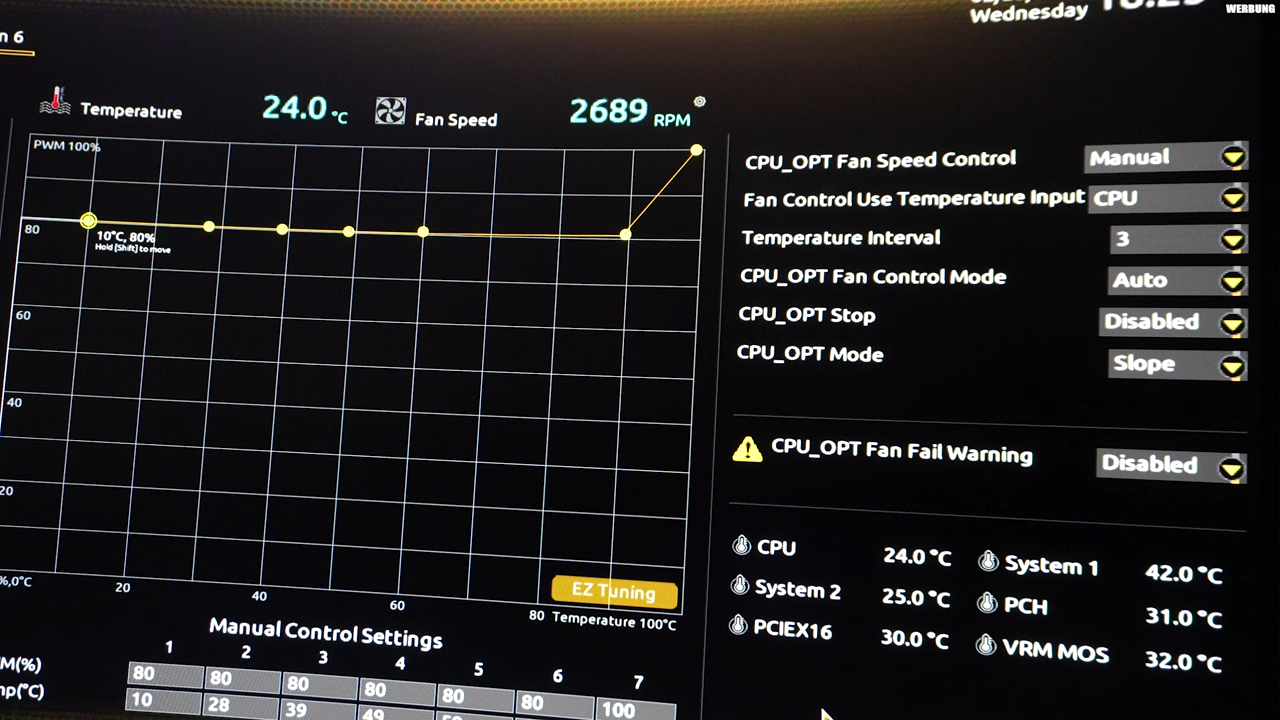 WERBUNG
Wednesday
n 6
Temperature 24.0 °C Fan Speed 2689 RPM
PWM 100%
80
10°C, 80%
Hold [Shift] to move
60
40
20
%,0°C 20 40 60 80 Temperature 100°C
EZ Tuning
Manual Control Settings
1 2 3 4 5 6 7
M(%) 80 80 80 80 80 80 100
mp(°C) 10 28 39 49
CPU_OPT Fan Speed Control Manual
Fan Control Use Temperature Input CPU
Temperature Interval 3
CPU_OPT Fan Control Mode Auto
CPU_OPT Stop Disabled
CPU_OPT Mode Slope
CPU_OPT Fan Fail Warning Disabled
CPU 24.0 °C System 1 42.0 °C
System 2 25.0 °C PCH 31.0 °C
PCIEX16 30.0 °C VRM MOS 32.0 °C